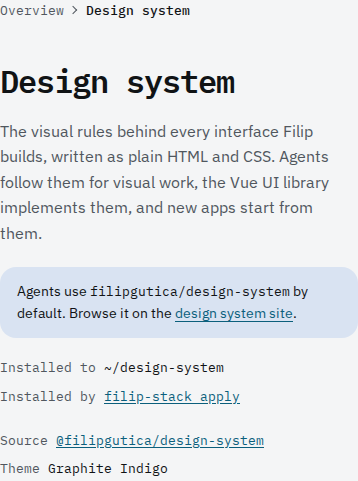 Overview > Design system
Design system
The visual rules behind every interface Filip
builds, written as plain HTML and CSS. Agents
follow them for visual work, the Vue UI library
implements them, and new apps start from
them.
Agents use filipgutica/design-system by
default. Browse it on the design system site.
Installed to ~/design-system
Installed by filip-stack apply
Source @filipgutica/design-system
Theme Graphite Indigo